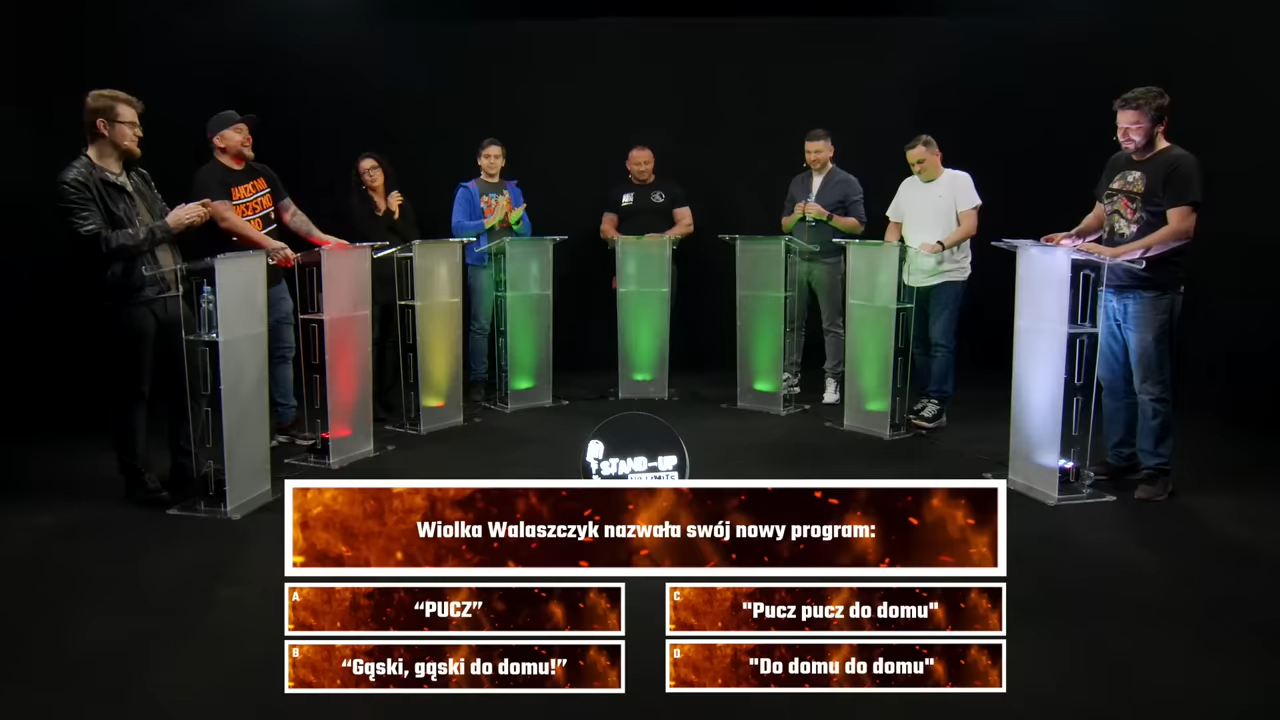 STAND-UP
Wiolka Walaszczyk nazwała swój nowy program:
A
“PUCZ”
C
"Pucz pucz do domu"
B
“Gąski, gąski do domu!”
D
"Do domu do domu"